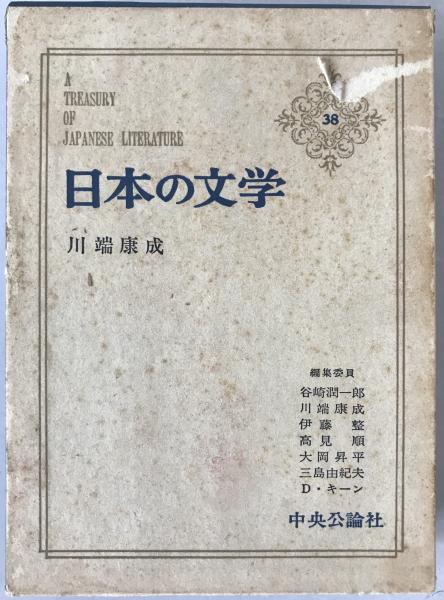 A
TREASURY
OF
JAPANESE LITERATURE
38
日本の文学
川端康成
編集委員
谷崎潤一郎
川端康成
伊藤整
高見順
大岡昇平
三島由紀夫
D・キーン
中央公論社